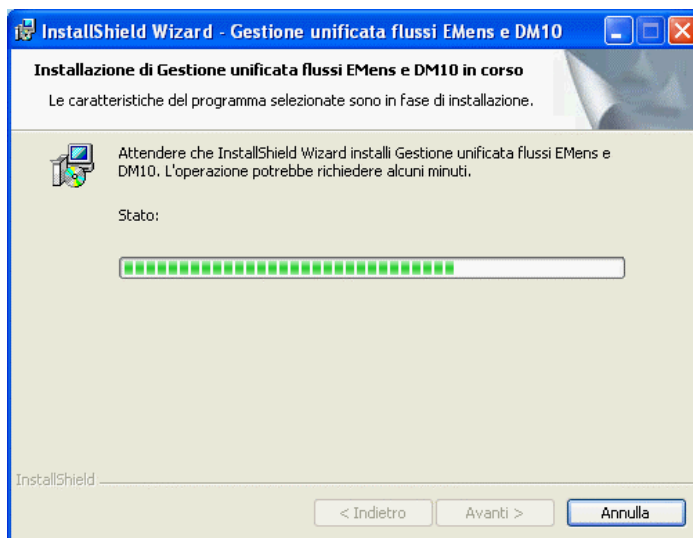 InstallShield Wizard - Gestione unificata flussi EMens e DM10
Installazione di Gestione unificata flussi EMens e DM10 in corso
Le caratteristiche del programma selezionate sono in fase di installazione.
Attendere che InstallShield Wizard installi Gestione unificata flussi EMens e
DM10. L'operazione potrebbe richiedere alcuni minuti.
Stato:
InstallShield
< Indietro
Avanti >
Annulla